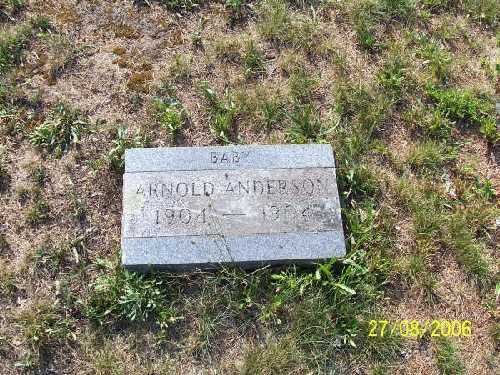 BABY
ARNOLD ANDERSON
1904 — 1904
27/08/2006